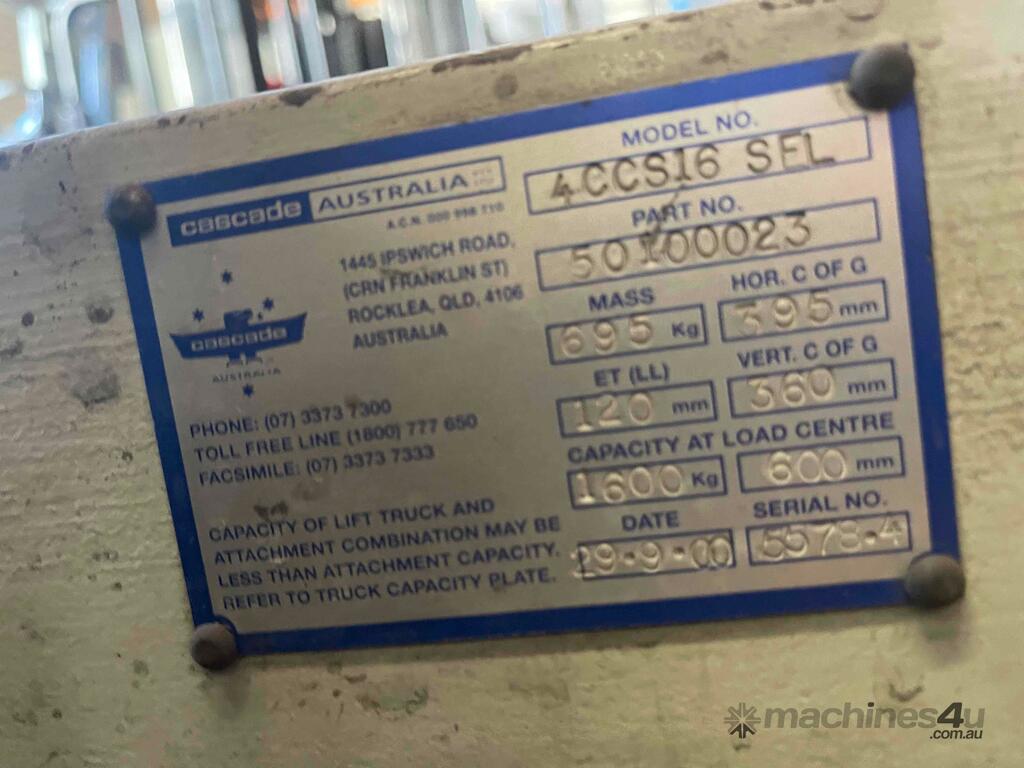 cascade AUSTRALIA PTY LTD
A.C.N. 000 998 710
1445 IPSWICH ROAD,
(CRN FRANKLIN ST)
ROCKLEA, QLD, 4106
AUSTRALIA
cascade
AUSTRALIA
PHONE: (07) 3373 7300
TOLL FREE LINE (1800) 777 650
FACSIMILE: (07) 3373 7333
CAPACITY OF LIFT TRUCK AND
ATTACHMENT COMBINATION MAY BE
LESS THAN ATTACHMENT CAPACITY.
REFER TO TRUCK CAPACITY PLATE.
MODEL NO.
4CCS16 SFL
PART NO.
50100023
MASS
695 Kg
HOR. C OF G
395 mm
ET (LL)
120 mm
VERT. C OF G
360 mm
CAPACITY AT LOAD CENTRE
1600 Kg
600 mm
DATE
29-9-00
SERIAL NO.
5578-4
machines4u
.com.au